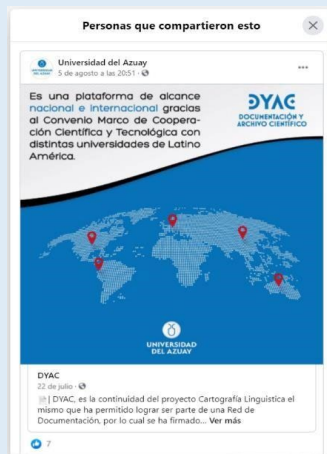 Personas que compartieron esto
Universidad del Azuay
5 de agosto a las 20:51 ·
Es una plataforma de alcance
nacional e internacional gracias
al Convenio Marco de Coopera-
ción Científica y Tecnológica con
distintas universidades de Latino
América.
DYAC
DOCUMENTACIÓN Y
ARCHIVO CIENTÍFICO
UNIVERSIDAD
DEL AZUAY
DYAC
22 de julio ·
| DYAC, es la continuidad del proyecto Cartografía Linguistica el
mismo que ha permitido lograr ser parte de una Red de
Documentación, por lo cual se ha firmado... Ver más
7